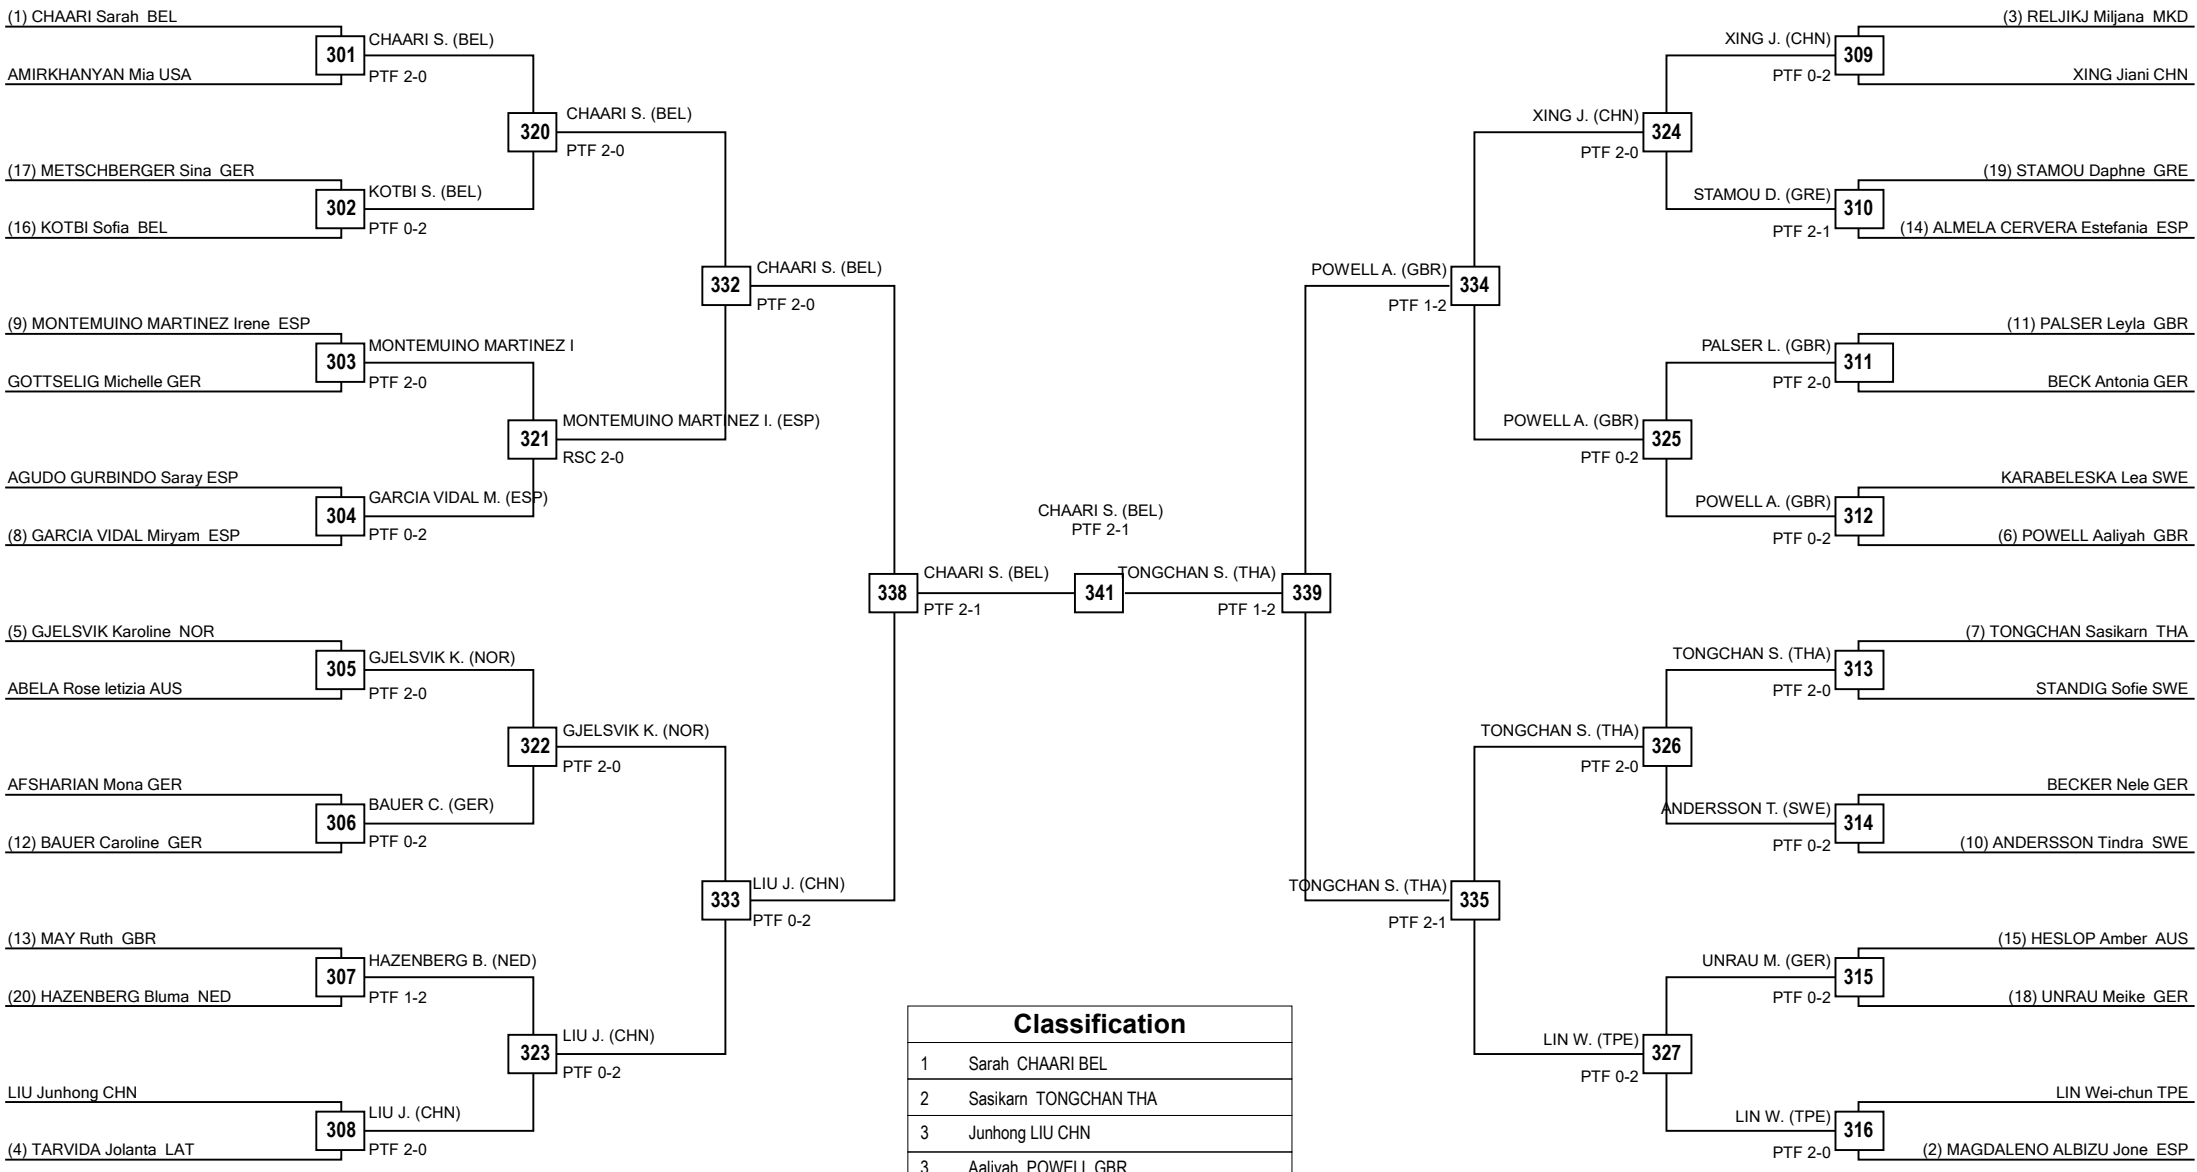 (1) CHAARI Sarah BEL
AMIRKHANYAN Mia USA
301
CHAARI S. (BEL)
PTF 2-0
(17) METSCHBERGER Sina GER
(16) KOTBI Sofia BEL
302
KOTBI S. (BEL)
PTF 0-2
320
CHAARI S. (BEL)
PTF 2-0
(9) MONTEMUINO MARTINEZ Irene ESP
GOTTSELIG Michelle GER
303
MONTEMUINO MARTINEZ I
PTF 2-0
AGUDO GURBINDO Saray ESP
(8) GARCIA VIDAL Miryam ESP
304
GARCIA VIDAL M. (ESP)
PTF 0-2
321
MONTEMUINO MARTINEZ I. (ESP)
RSC 2-0
332
CHAARI S. (BEL)
PTF 2-0
(5) GJELSVIK Karoline NOR
ABELA Rose letizia AUS
305
GJELSVIK K. (NOR)
PTF 2-0
AFSHARIAN Mona GER
(12) BAUER Caroline GER
306
BAUER C. (GER)
PTF 0-2
322
GJELSVIK K. (NOR)
PTF 2-0
(13) MAY Ruth GBR
(20) HAZENBERG Bluma NED
307
HAZENBERG B. (NED)
PTF 1-2
LIU Junhong CHN
(4) TARVIDA Jolanta LAT
308
LIU J. (CHN)
PTF 2-0
323
LIU J. (CHN)
PTF 0-2
333
LIU J. (CHN)
PTF 0-2
338
CHAARI S. (BEL)
PTF 2-1
CHAARI S. (BEL)
PTF 2-1
341
TONGCHAN S. (THA)
PTF 1-2
339
POWELL A. (GBR)
PTF 1-2
334
XING J. (CHN)
PTF 2-0
324
XING J. (CHN)
PTF 0-2
309
(3) RELJIKJ Miljana MKD
XING Jiani CHN
STAMOU D. (GRE)
PTF 2-1
310
(19) STAMOU Daphne GRE
(14) ALMELA CERVERA Estefania ESP
POWELL A. (GBR)
PTF 0-2
325
PALSER L. (GBR)
PTF 2-0
311
(11) PALSER Leyla GBR
BECK Antonia GER
POWELL A. (GBR)
PTF 0-2
312
KARABELESKA Lea SWE
(6) POWELL Aaliyah GBR
TONGCHAN S. (THA)
PTF 2-1
335
TONGCHAN S. (THA)
PTF 2-0
326
TONGCHAN S. (THA)
PTF 2-0
313
(7) TONGCHAN Sasikarn THA
STANDIG Sofie SWE
ANDERSSON T. (SWE)
PTF 0-2
314
BECKER Nele GER
(10) ANDERSSON Tindra SWE
LIN W. (TPE)
PTF 0-2
327
UNRAU M. (GER)
PTF 0-2
315
(15) HESLOP Amber AUS
(18) UNRAU Meike GER
LIN W. (TPE)
PTF 2-0
316
LIN Wei-chun TPE
(2) MAGDALENO ALBIZU Jone ESP
Classification
1 Sarah CHAARI BEL
2 Sasikarn TONGCHAN THA
3 Junhong LIU CHN
3 Aaliyah POWELL GBR